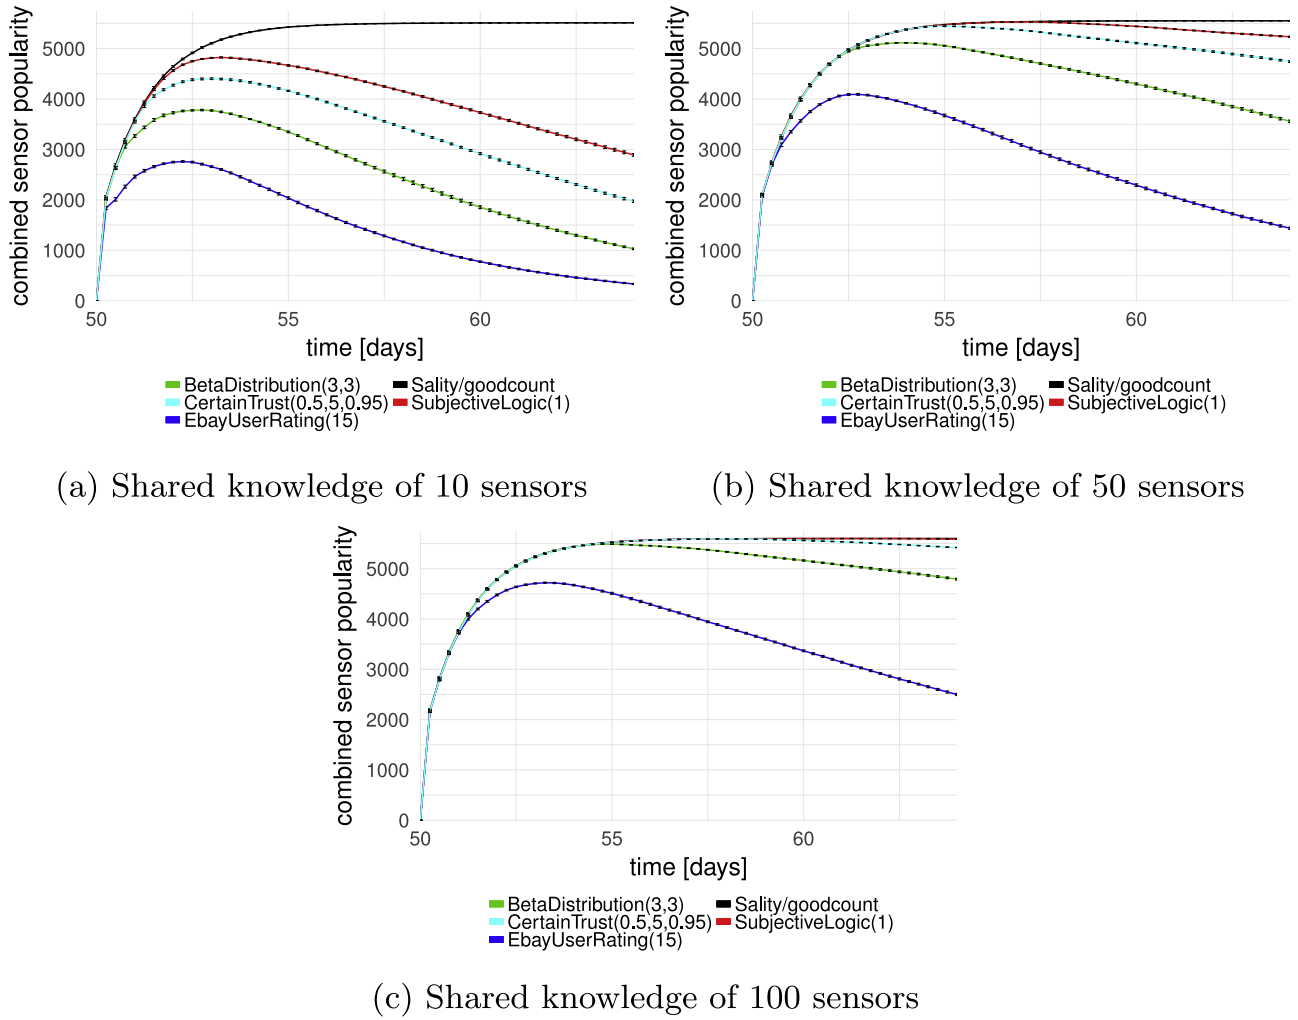 combined sensor popularity
5000
4000
3000
2000
1000
0
50 55 60
time [days]
BetaDistribution(3,3) Sality/goodcount
CertainTrust(0.5,5,0.95) SubjectiveLogic(1)
EbayUserRating(15)
(a) Shared knowledge of 10 sensors
combined sensor popularity
5000
4000
3000
2000
1000
0
50 55 60
time [days]
BetaDistribution(3,3) Sality/goodcount
CertainTrust(0.5,5,0.95) SubjectiveLogic(1)
EbayUserRating(15)
(b) Shared knowledge of 50 sensors
combined sensor popularity
5000
4000
3000
2000
1000
0
50 55 60
time [days]
BetaDistribution(3,3) Sality/goodcount
CertainTrust(0.5,5,0.95) SubjectiveLogic(1)
EbayUserRating(15)
(c) Shared knowledge of 100 sensors